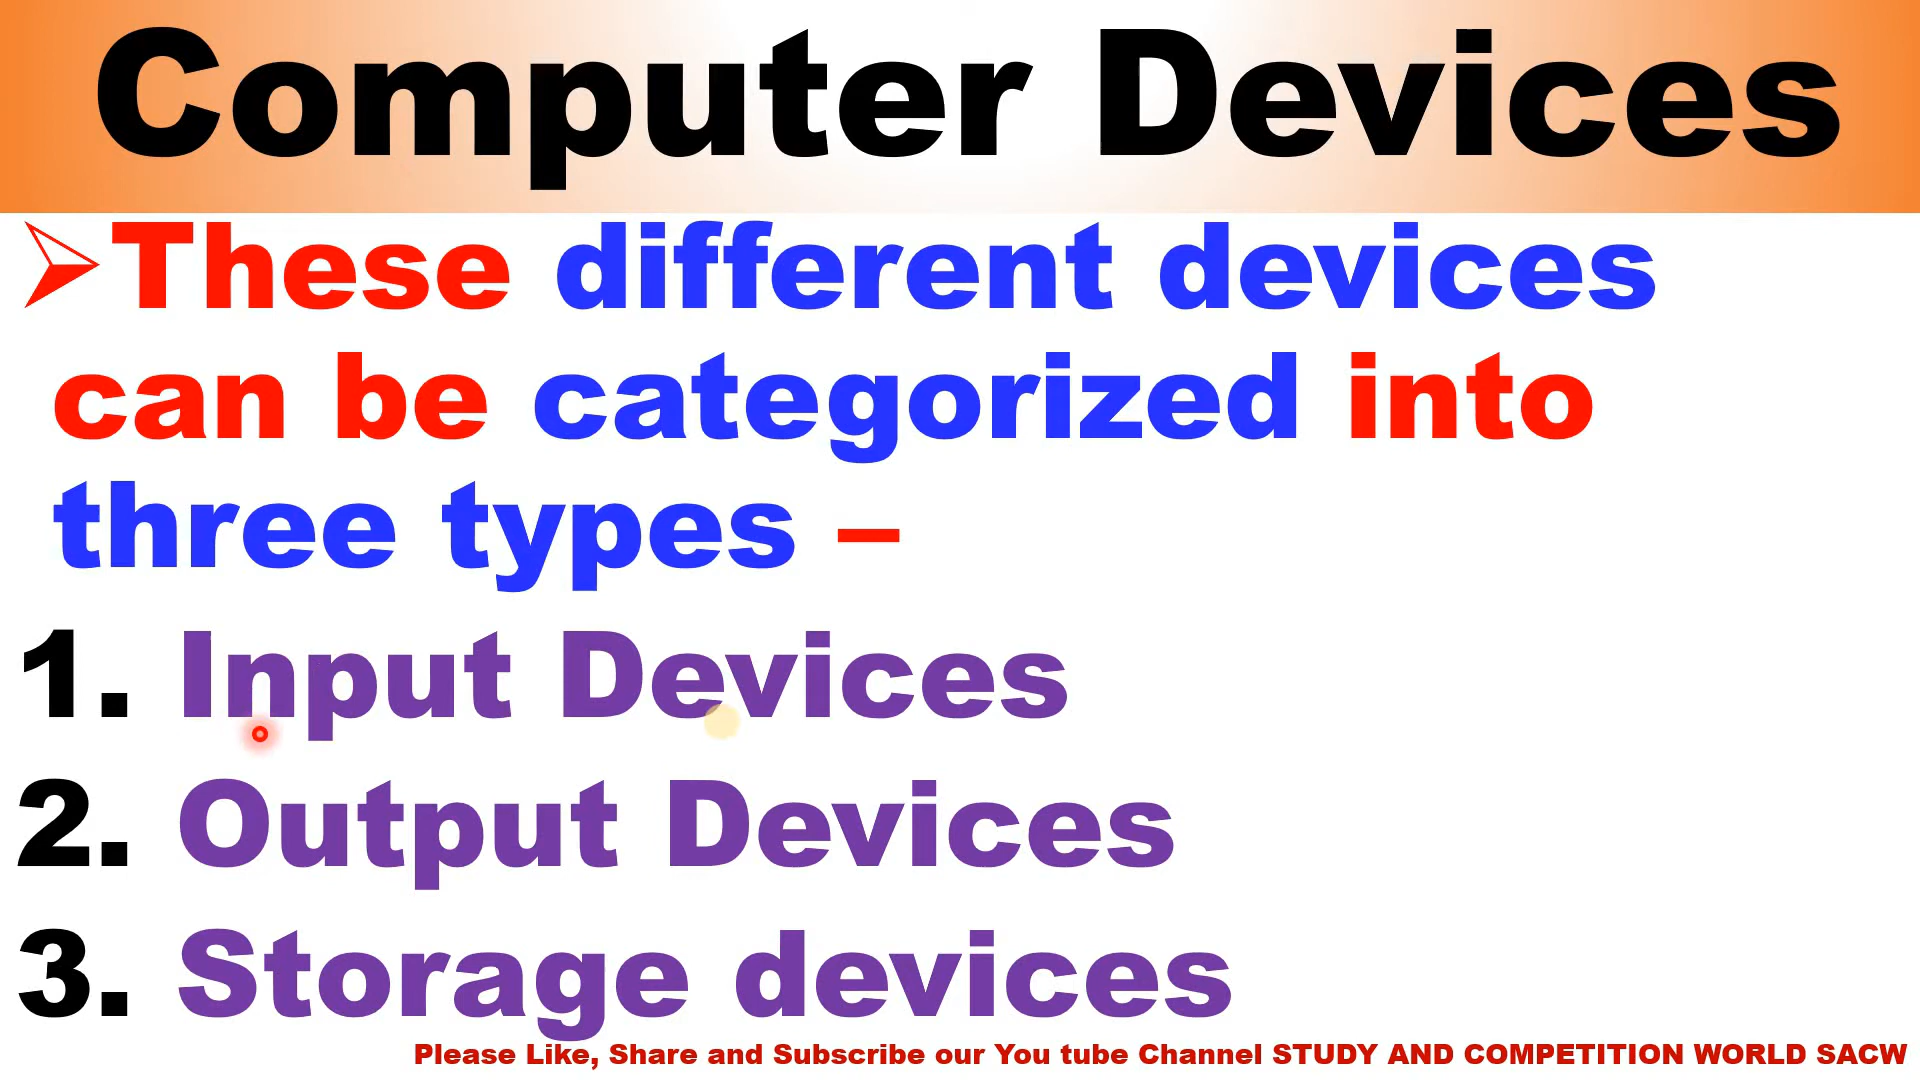 Computer Devices
These different devices
can be categorized into
three types –
1. Input Devices
2. Output Devices
3. Storage devices
Please Like, Share and Subscribe our You tube Channel STUDY AND COMPETITION WORLD SACW